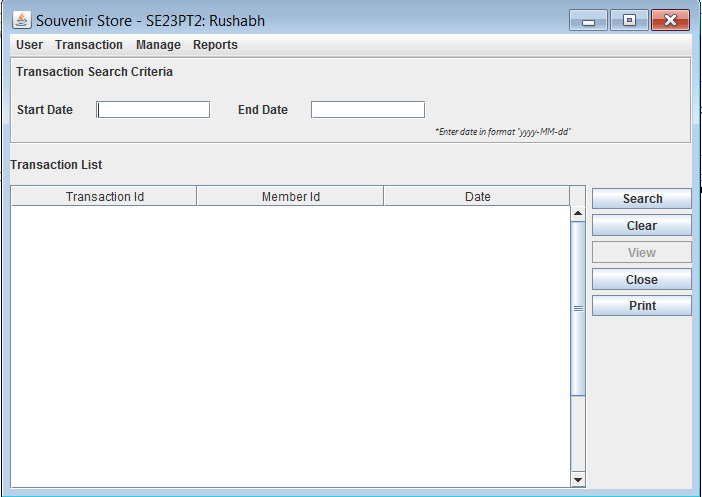 Souvenir Store - SE23PT2: Rushabh
User Transaction Manage Reports
Transaction Search Criteria
Start Date End Date
*Enter date in format "yyyy-MM-dd"
Transaction List
Transaction Id Member Id Date
Search
Clear
View
Close
Print